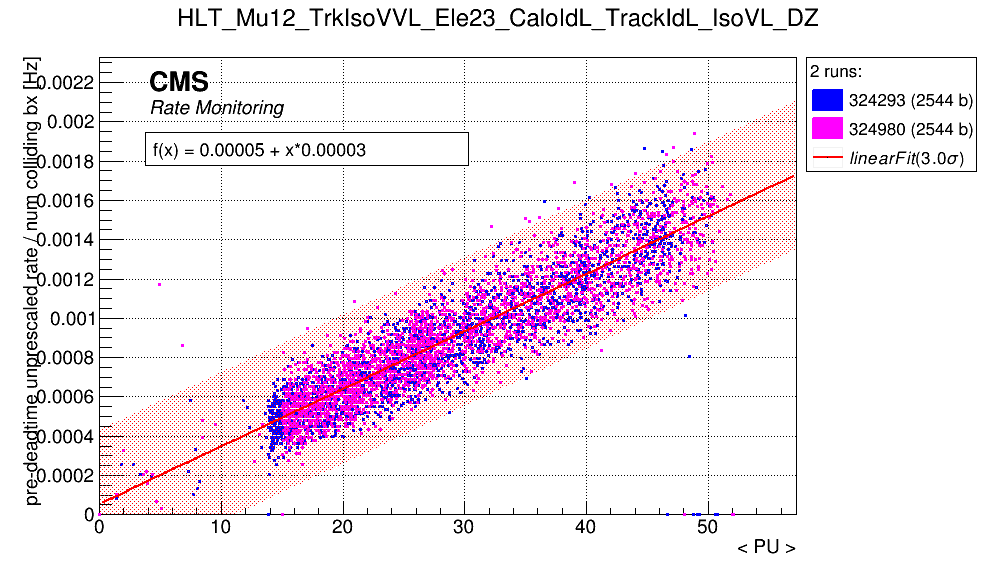 HLT_Mu12_TrkIsoVVL_Ele23_CaloIdL_TrackIdL_IsoVL_DZ
pre-deadtime unprescaled rate / num colliding bx [Hz]
0.0022
0.002
0.0018
0.0016
0.0014
0.0012
0.001
0.0008
0.0006
0.0004
0.0002
0
CMS
Rate Monitoring
f(x) = 0.00005 + x*0.00003
2 runs:
324293 (2544 b)
324980 (2544 b)
linearFit(3.0σ)
0 10 20 30 40 50
< PU >